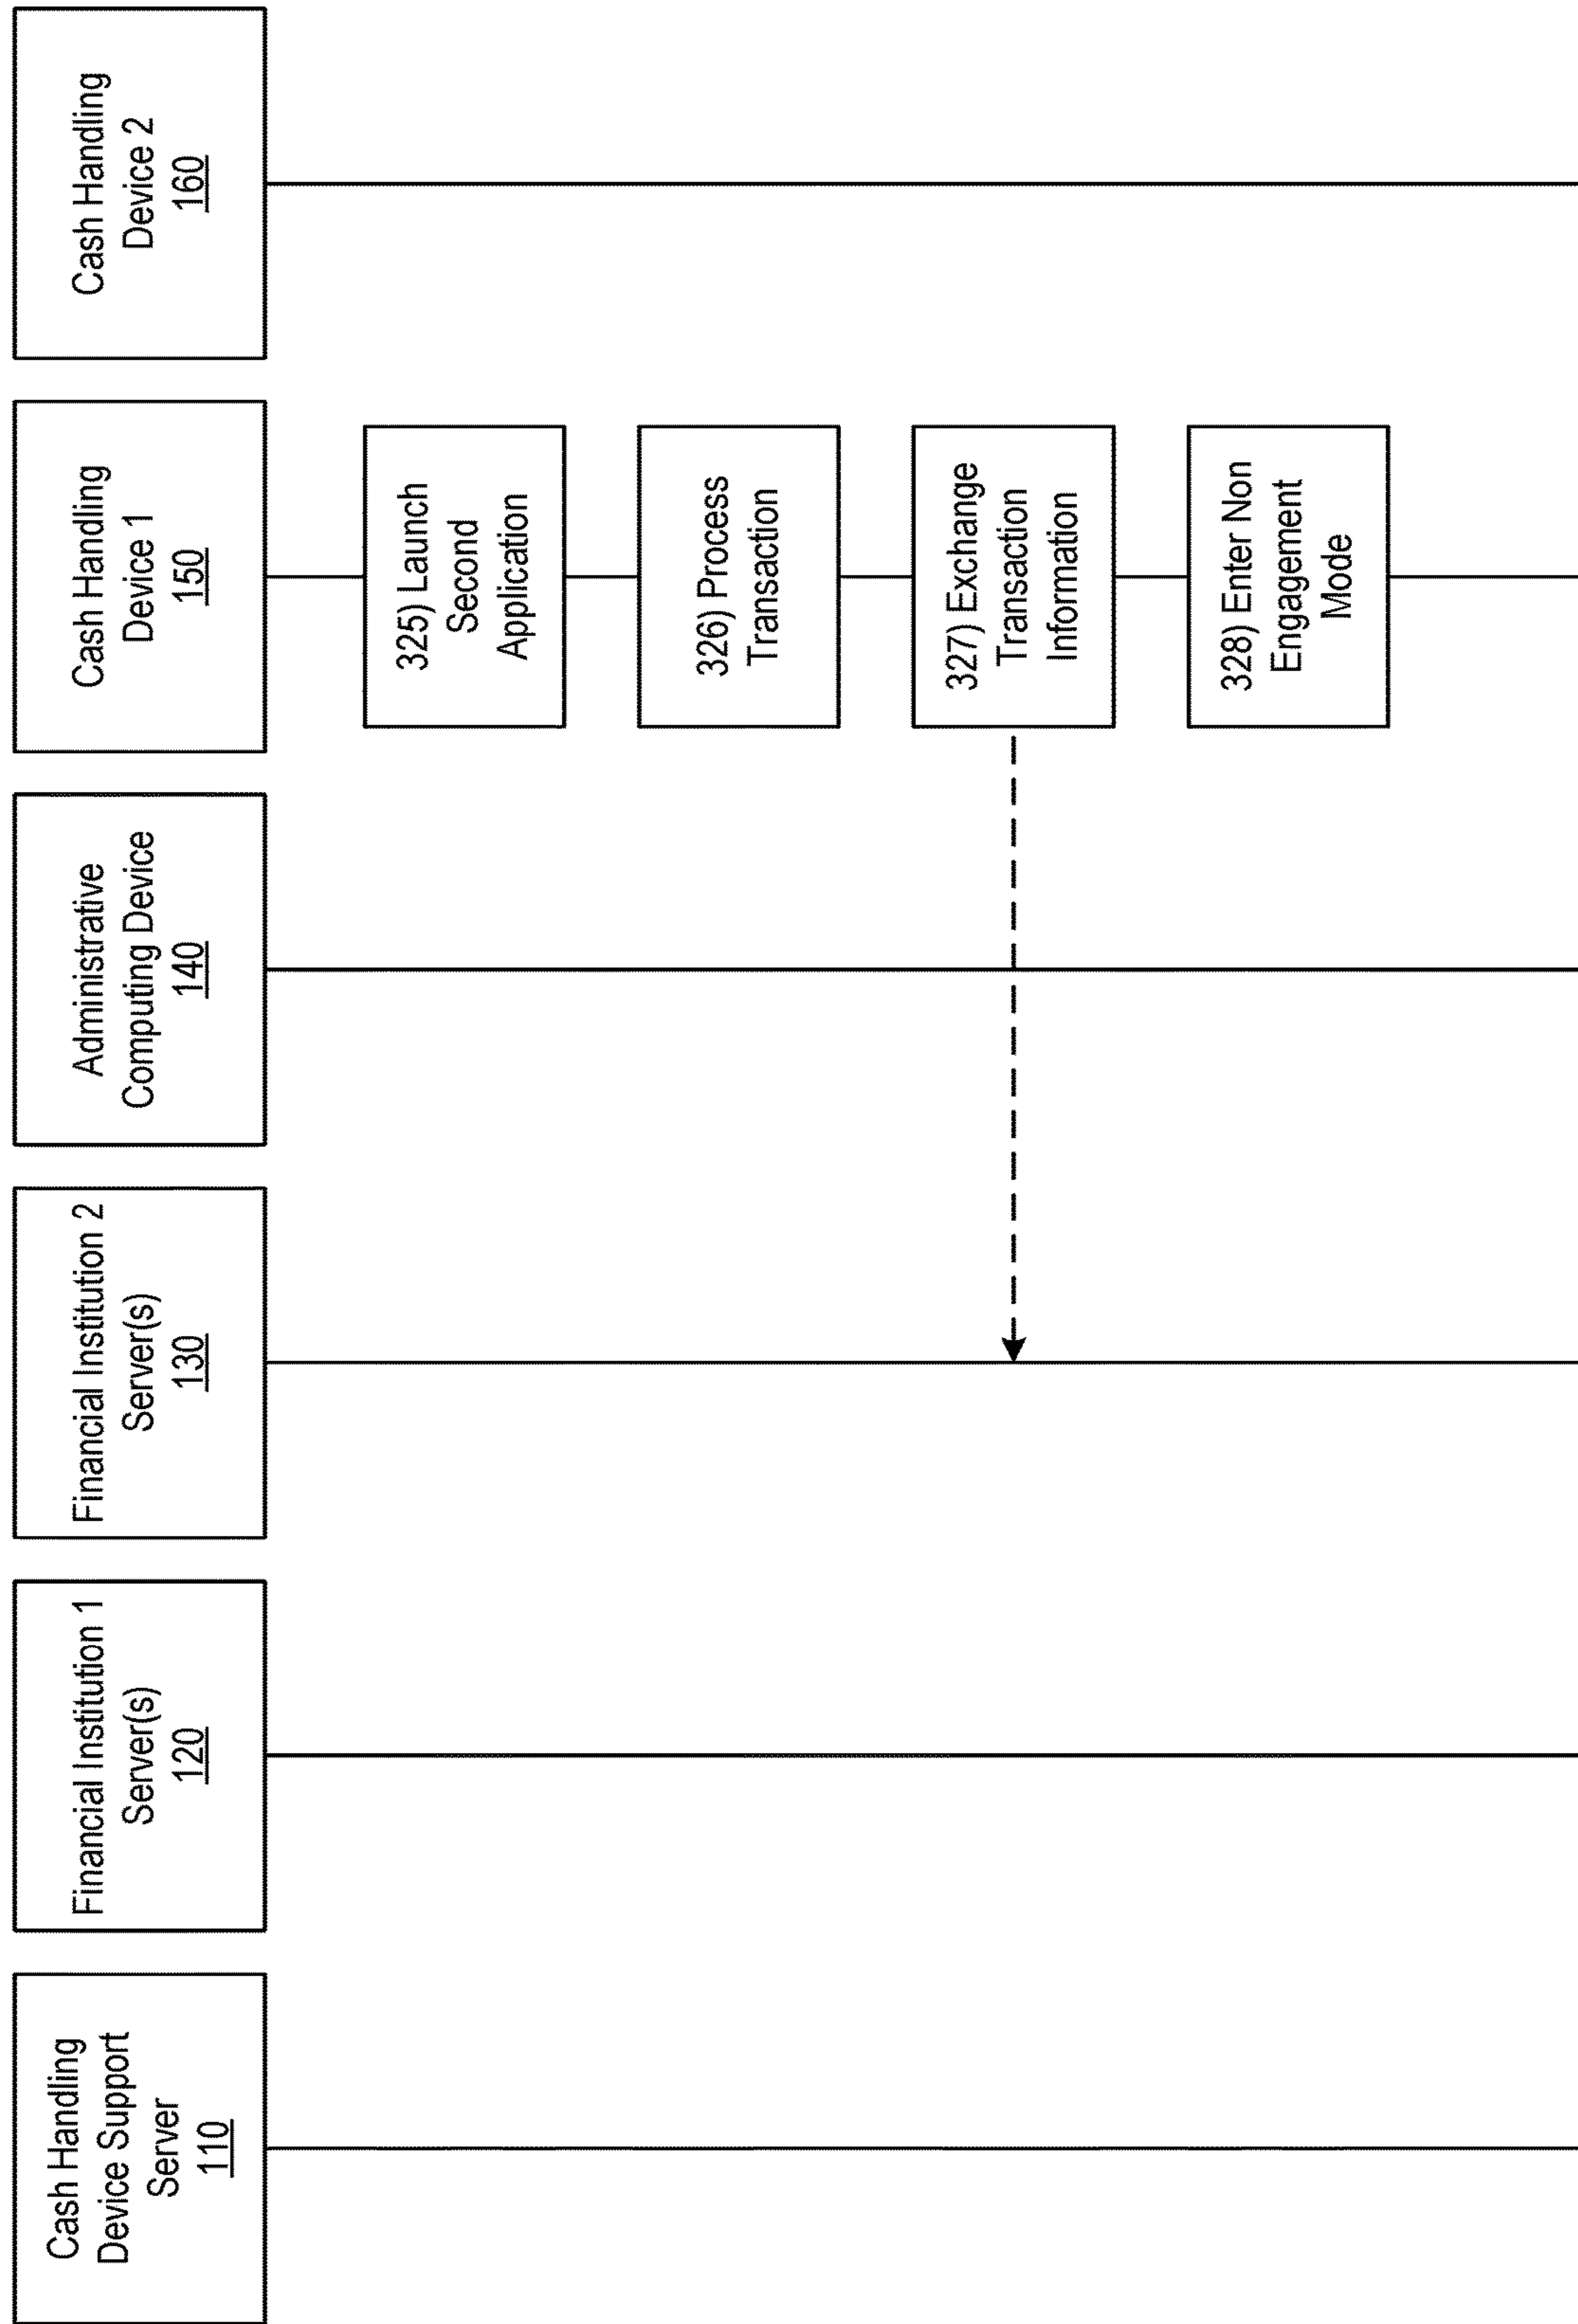 Cash Handling
Device Support
Server
110
Financial Institution 1
Server(s)
120
Financial Institution 2
Server(s)
130
Administrative
Computing Device
140
Cash Handling
Device 1
150
Cash Handling
Device 2
160
325) Launch
Second
Application
326) Process
Transaction
327) Exchange
Transaction
Information
328) Enter Non
Engagement
Mode